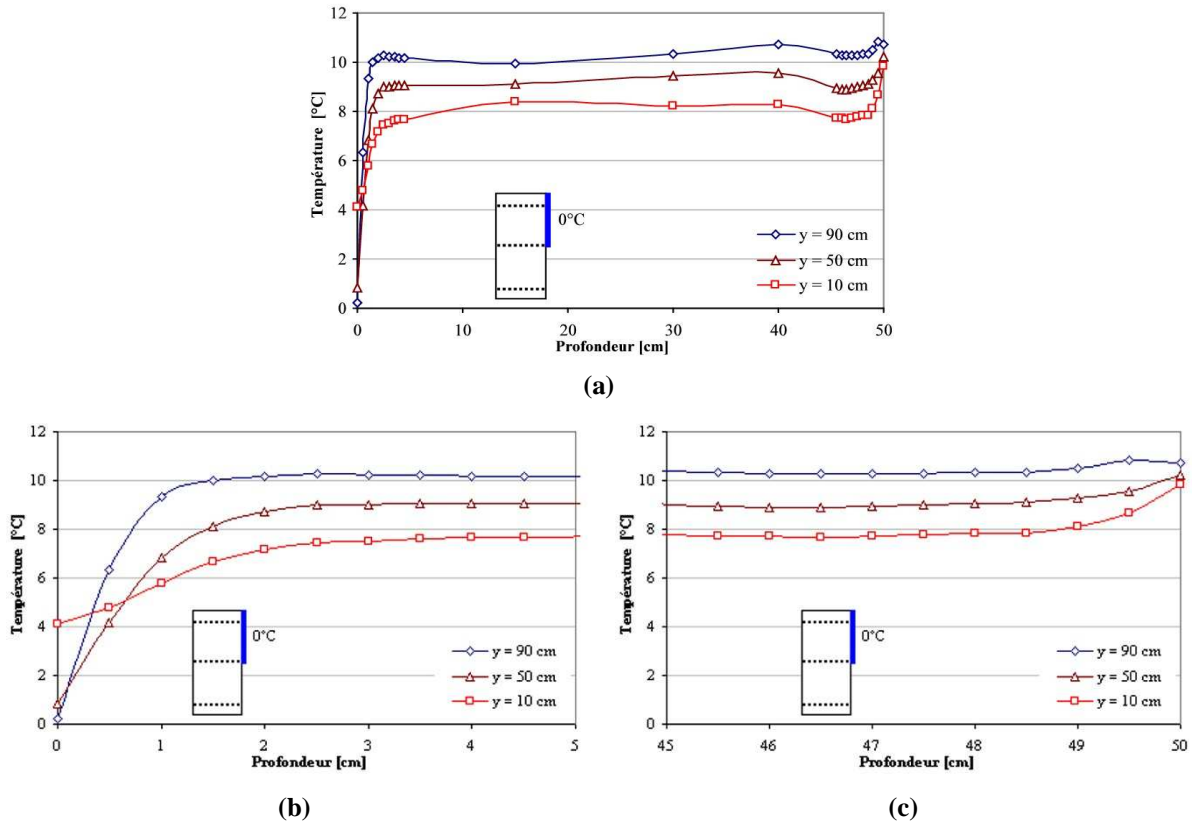 12
10
8
6
4
2
0
Température [°C]
0°C
y = 90 cm
y = 50 cm
y = 10 cm
0 10 20 30 40 50
Profondeur [cm]
(a)
12
10
8
6
4
2
0
Température [°C]
0°C
y = 90 cm
y = 50 cm
y = 10 cm
0 1 2 3 4 5
Profondeur [cm]
(b)
12
10
8
6
4
2
0
Température [°C]
0°C
y = 90 cm
y = 50 cm
y = 10 cm
45 46 47 48 49 50
Profondeur [cm]
(c)